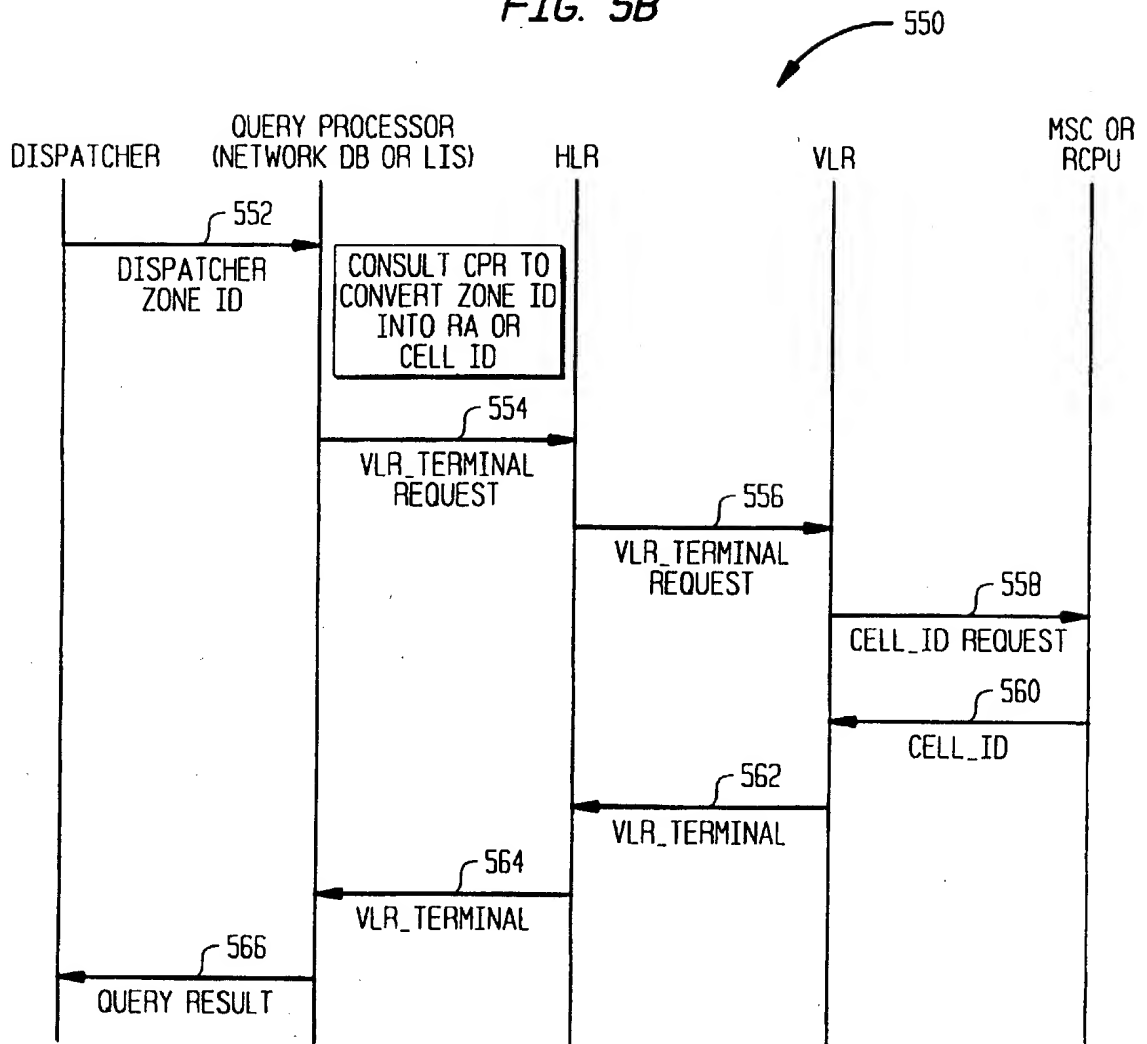 FIG. 5B
550
DISPATCHER
QUERY PROCESSOR
(NETWORK DB OR LIS)
HLR
VLR
MSC OR
RCPU
552
DISPATCHER
ZONE ID
CONSULT CPR TO
CONVERT ZONE ID
INTO RA OR
CELL ID
554
VLR_TERMINAL
REQUEST
556
VLR_TERMINAL
REQUEST
558
CELL_ID REQUEST
560
CELL_ID
562
VLR_TERMINAL
564
VLR_TERMINAL
566
QUERY RESULT